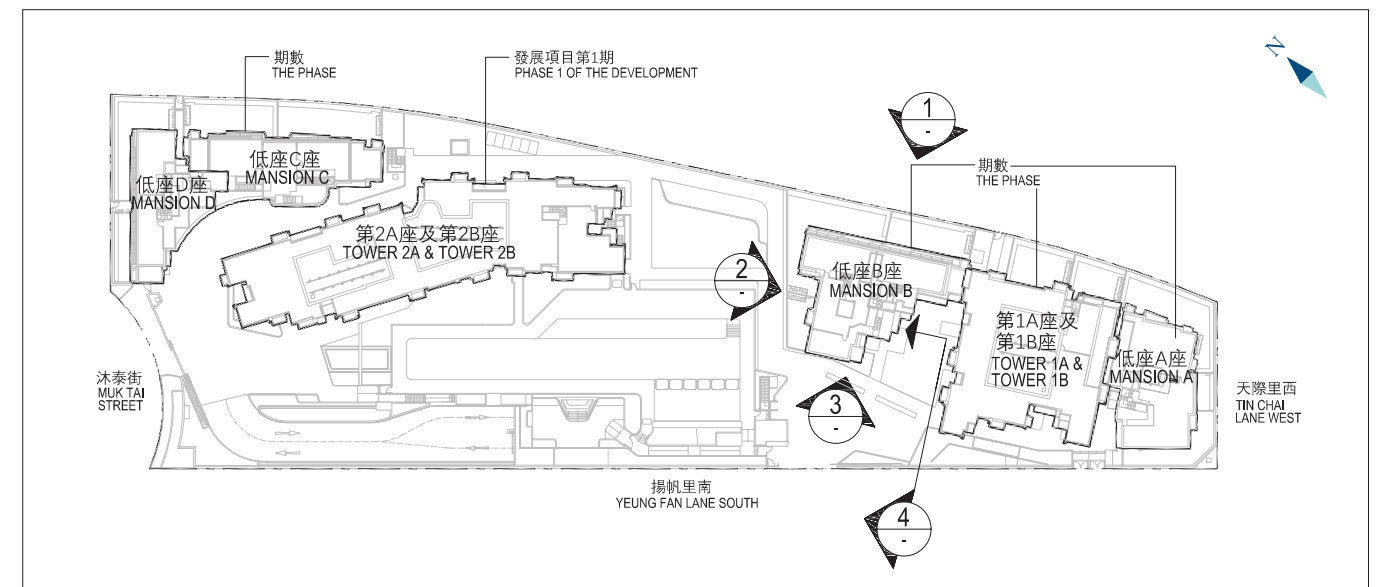 期數
THE PHASE
發展項目第1期
PHASE 1 OF THE DEVELOPMENT
N
1
-
低座C座
MANSION C
低座D座
MANSION D
期數
THE PHASE
第2A座及第2B座
TOWER 2A & TOWER 2B
2
-
低座B座
MANSION B
第1A座及
第1B座
TOWER 1A &
TOWER 1B
低座A座
MANSION A
沐泰街
MUK TAI
STREET
3
-
天際里西
TIN CHAI
LANE WEST
揚帆里南
YEUNG FAN LANE SOUTH
4
-